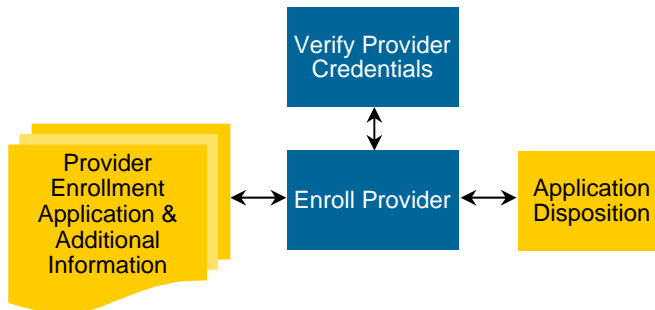 Verify Provider
Credentials
Provider
Enrollment
Application &
Additional
Information
Enroll Provider
Application
Disposition